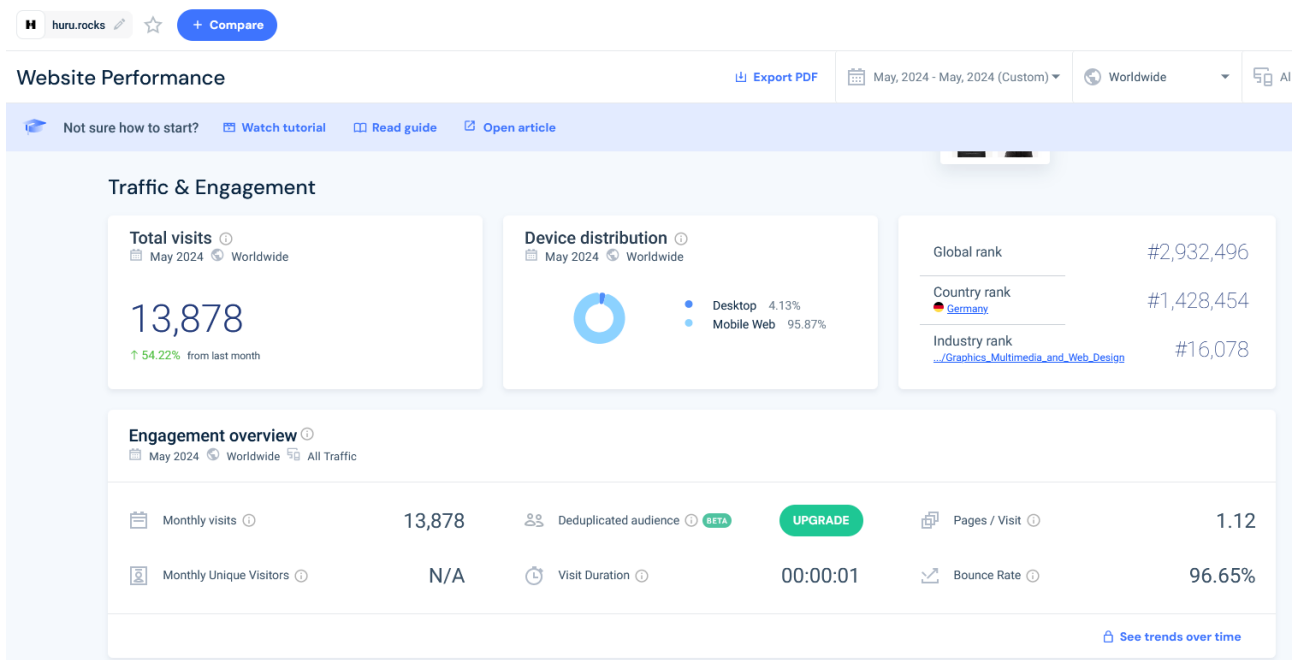 H huru.rocks + Compare
Website Performance Export PDF May, 2024 - May, 2024 (Custom) Worldwide Al
Not sure how to start? Watch tutorial Read guide Open article
Traffic & Engagement
Total visits
May 2024 Worldwide
13,878
↑ 54.22% from last month
Device distribution
May 2024 Worldwide
Desktop 4.13%
Mobile Web 95.87%
Global rank #2,932,496
Country rank #1,428,454
Germany
Industry rank #16,078
.../Graphics_Multimedia_and_Web_Design
Engagement overview
May 2024 Worldwide All Traffic
Monthly visits 13,878
Deduplicated audience BETA UPGRADE
Pages / Visit 1.12
Monthly Unique Visitors N/A
Visit Duration 00:00:01
Bounce Rate 96.65%
See trends over time